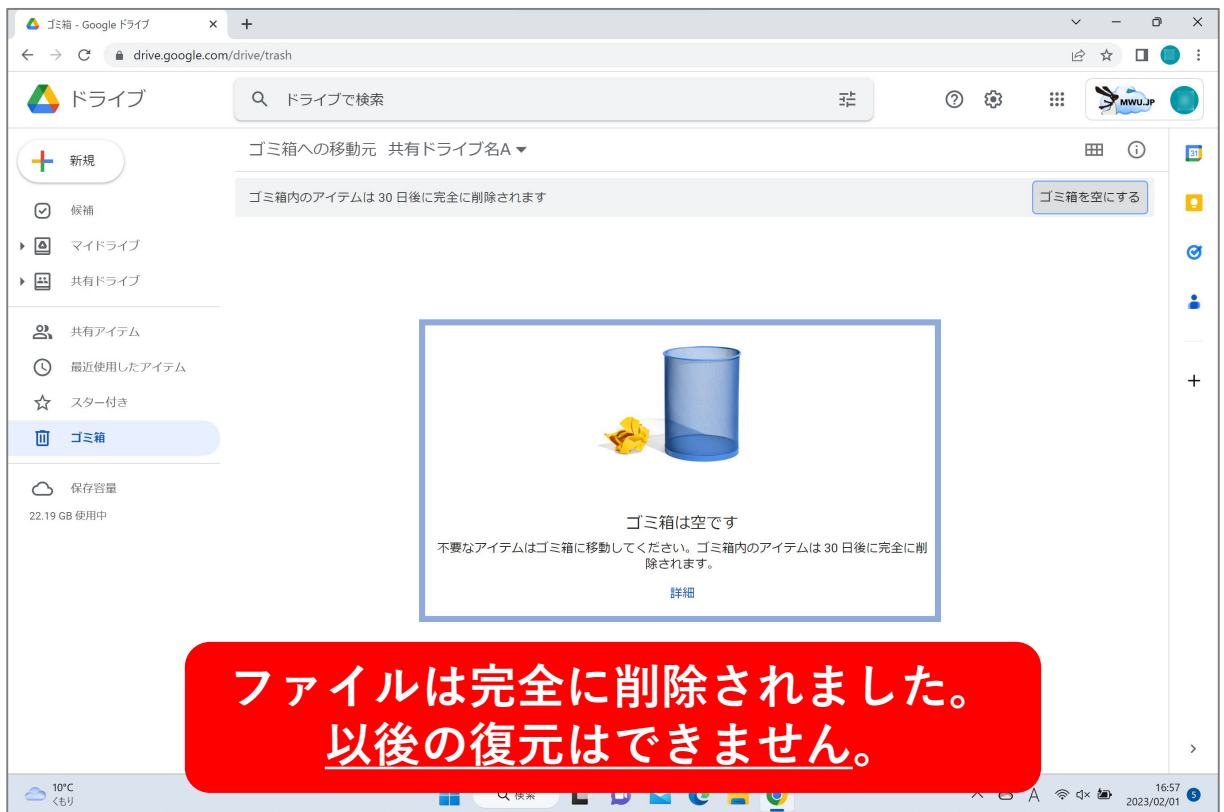 ゴミ箱 - Google ドライブ
drive.google.com/drive/trash
ドライブ
ドライブで検索
MWU.JP
新規
ゴミ箱への移動元 共有ドライブ名A
31
ゴミ箱内のアイテムは 30 日後に完全に削除されます
ゴミ箱を空にする
候補
マイドライブ
共有ドライブ
共有アイテム
最近使用したアイテム
スター付き
ゴミ箱
保存容量
22.19 GB 使用中
ゴミ箱は空です
不要なアイテムはゴミ箱に移動してください。ゴミ箱内のアイテムは 30 日後に完全に削
除されます。
詳細
ファイルは完全に削除されました。
以後の復元はできません。
10°C
くもり
検索
A
16:57
2023/02/01
5